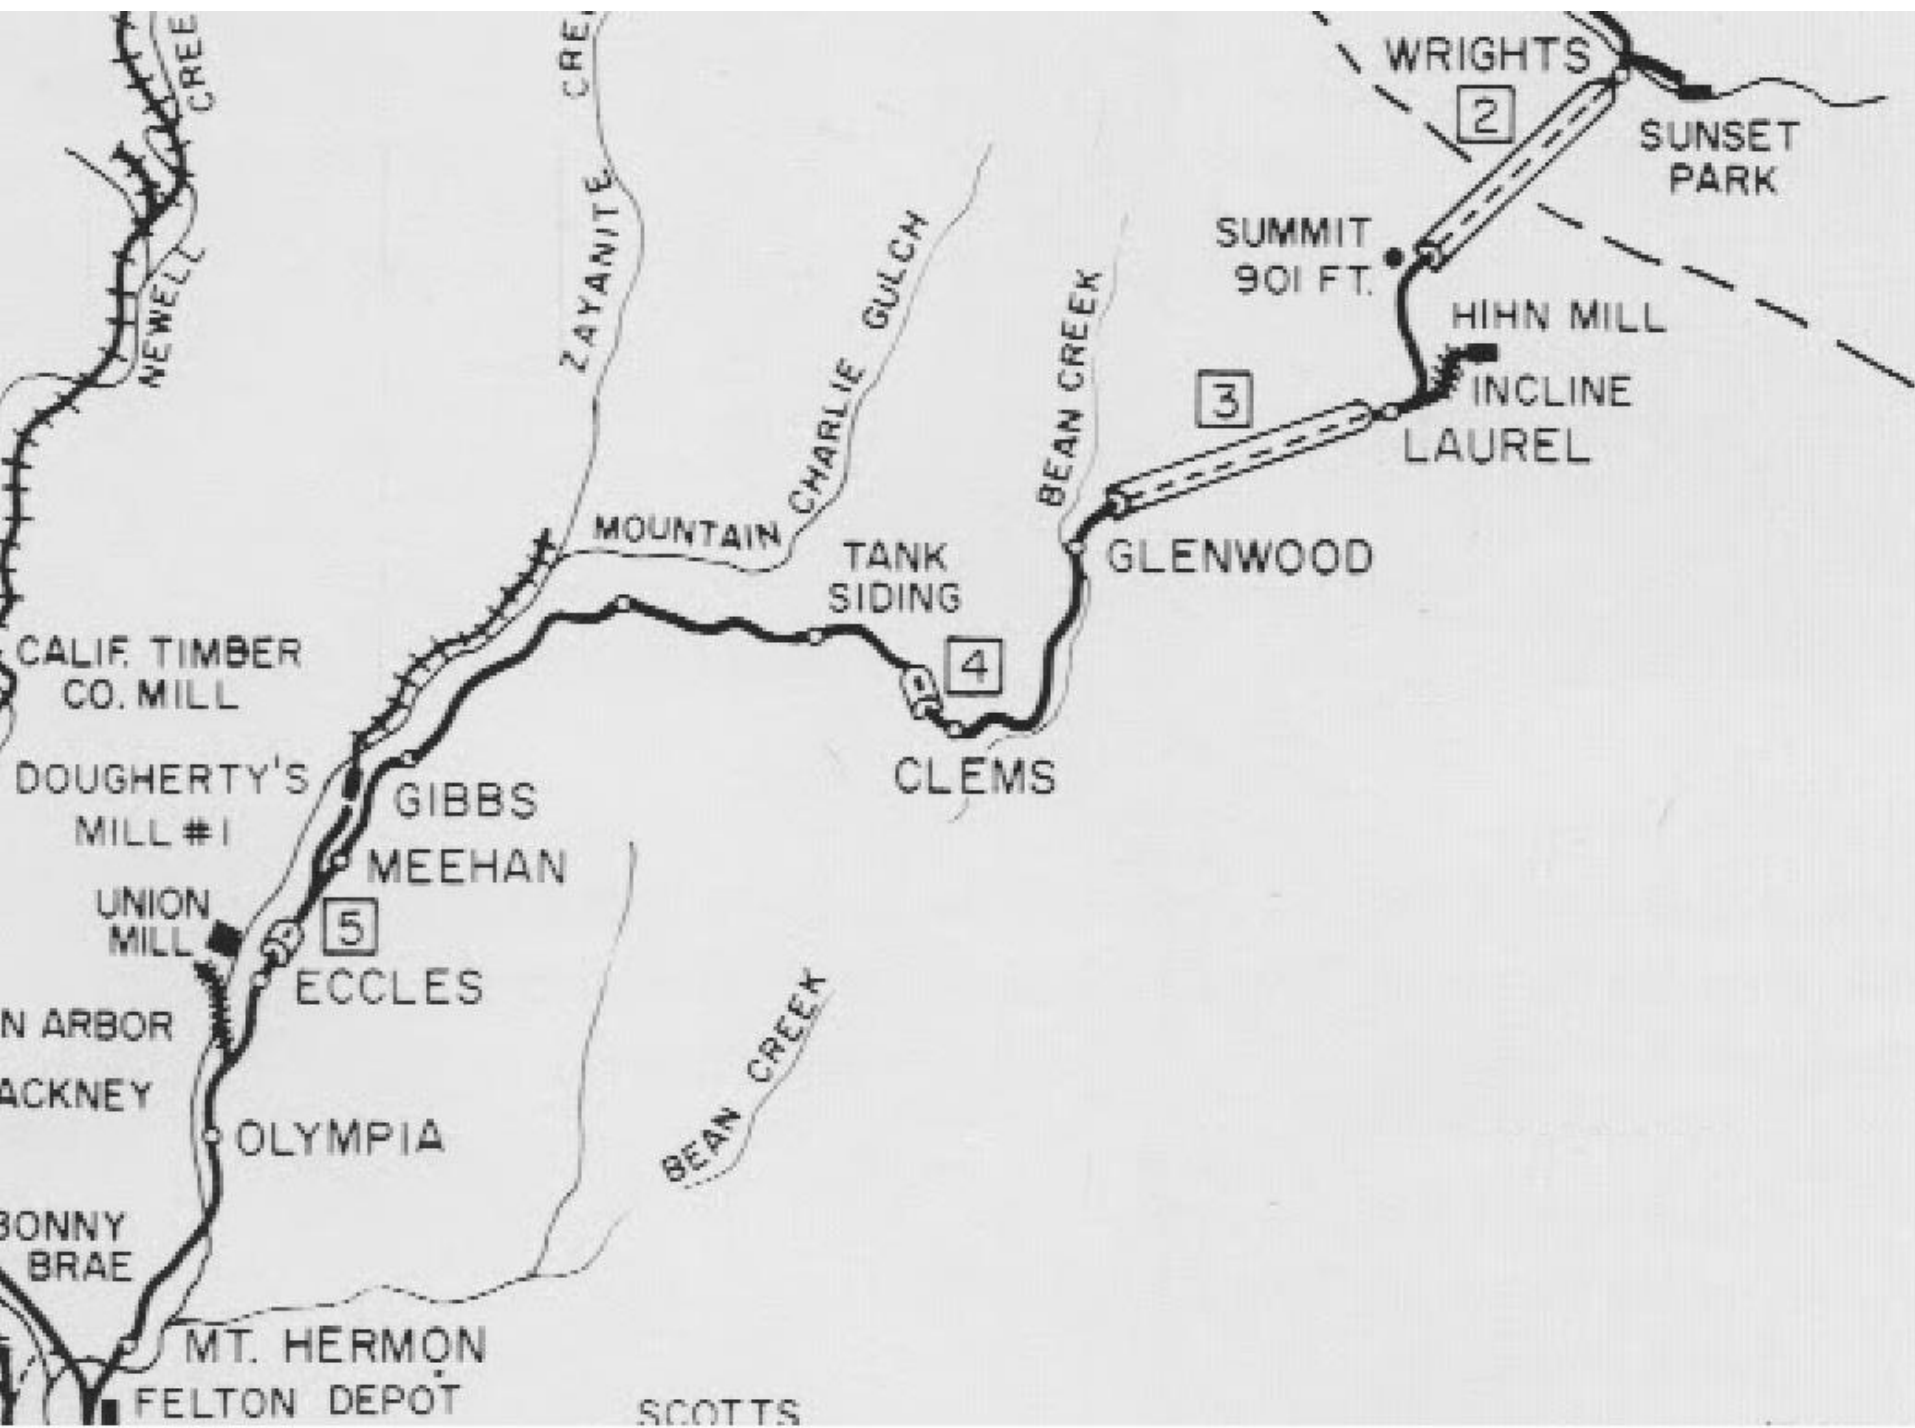 CREE
CRE
WRIGHTS
2
SUNSET
PARK
NEWELL
ZAYANITE
CHARLIE GULCH
BEAN CREEK
SUMMIT
901 FT.
HIHN MILL
INCLINE
3
LAUREL
MOUNTAIN
TANK
SIDING
GLENWOOD
CALIF. TIMBER
CO. MILL
4
CLEMS
DOUGHERTY'S
MILL #1
GIBBS
MEEHAN
UNION
MILL
5
ECCLES
N ARBOR
ACKNEY
OLYMPIA
BEAN CREEK
BONNY
BRAE
MT. HERMON
FELTON DEPOT
SCOTTS